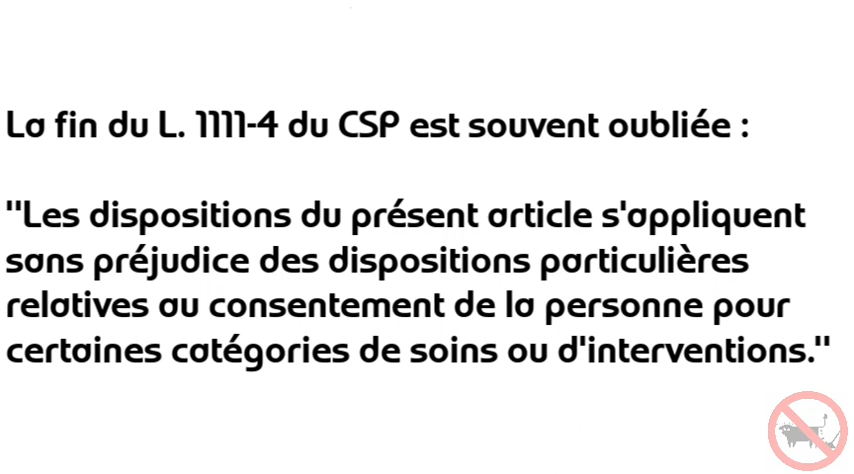 La fin du L. 1111-4 du CSP est souvent oubliée :
"Les dispositions du présent article s'appliquent
sans préjudice des dispositions particulières
relatives au consentement de la personne pour
certaines catégories de soins ou d'interventions."